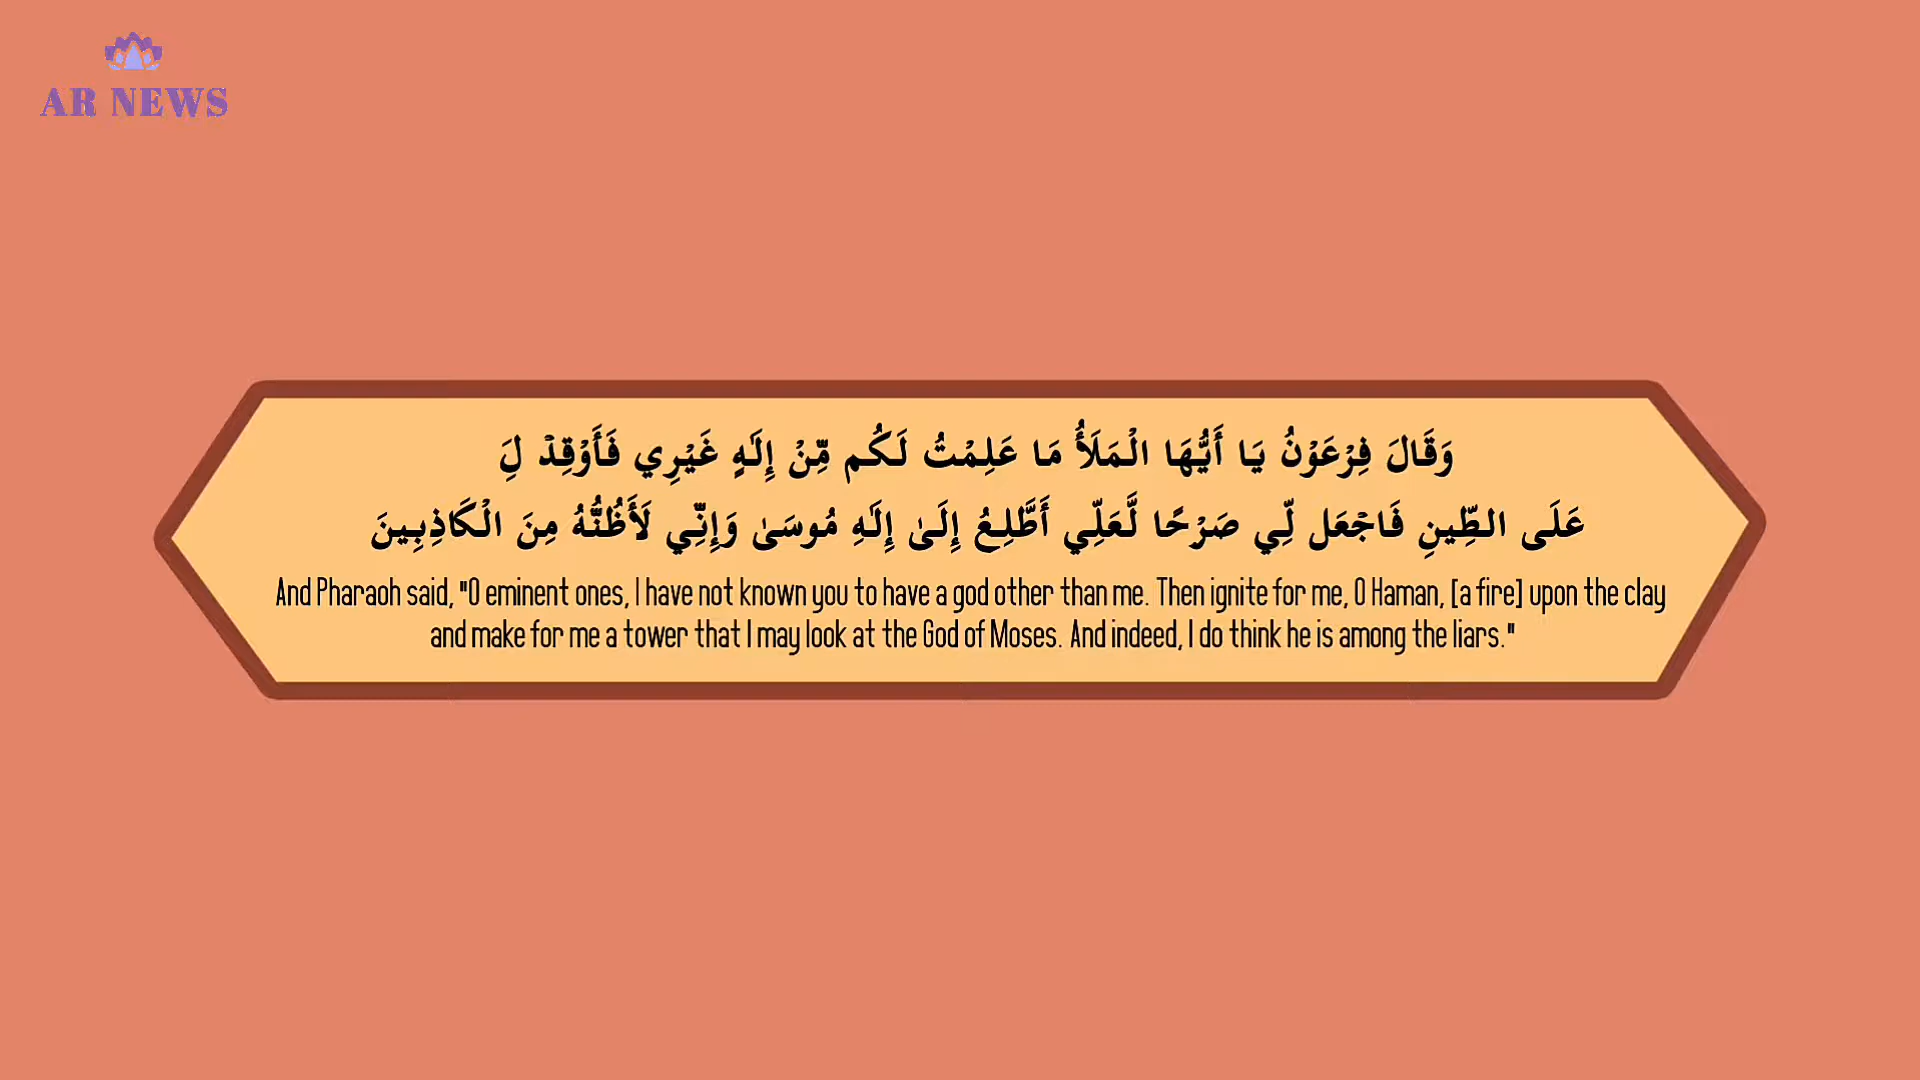 AR NEWS
وَقَالَ فِرْعَوْنُ يَا أَيُّهَا الْمَلَأُ مَا عَلِمْتُ لَكُم مِّنْ إِلَٰهٍ غَيْرِي فَأَوْقِدْ لِ
عَلَى الطِّينِ فَاجْعَل لِّي صَرْحًا لَّعَلِّي أَطَّلِعُ إِلَىٰ إِلَٰهِ مُوسَىٰ وَإِنِّي لَأَظُنُّهُ مِنَ الْكَاذِبِينَ
And Pharaoh said, "O eminent ones, I have not known you to have a god other than me. Then ignite for me, O Haman, [a fire] upon the clay
and make for me a tower that I may look at the God of Moses. And indeed, I do think he is among the liars."